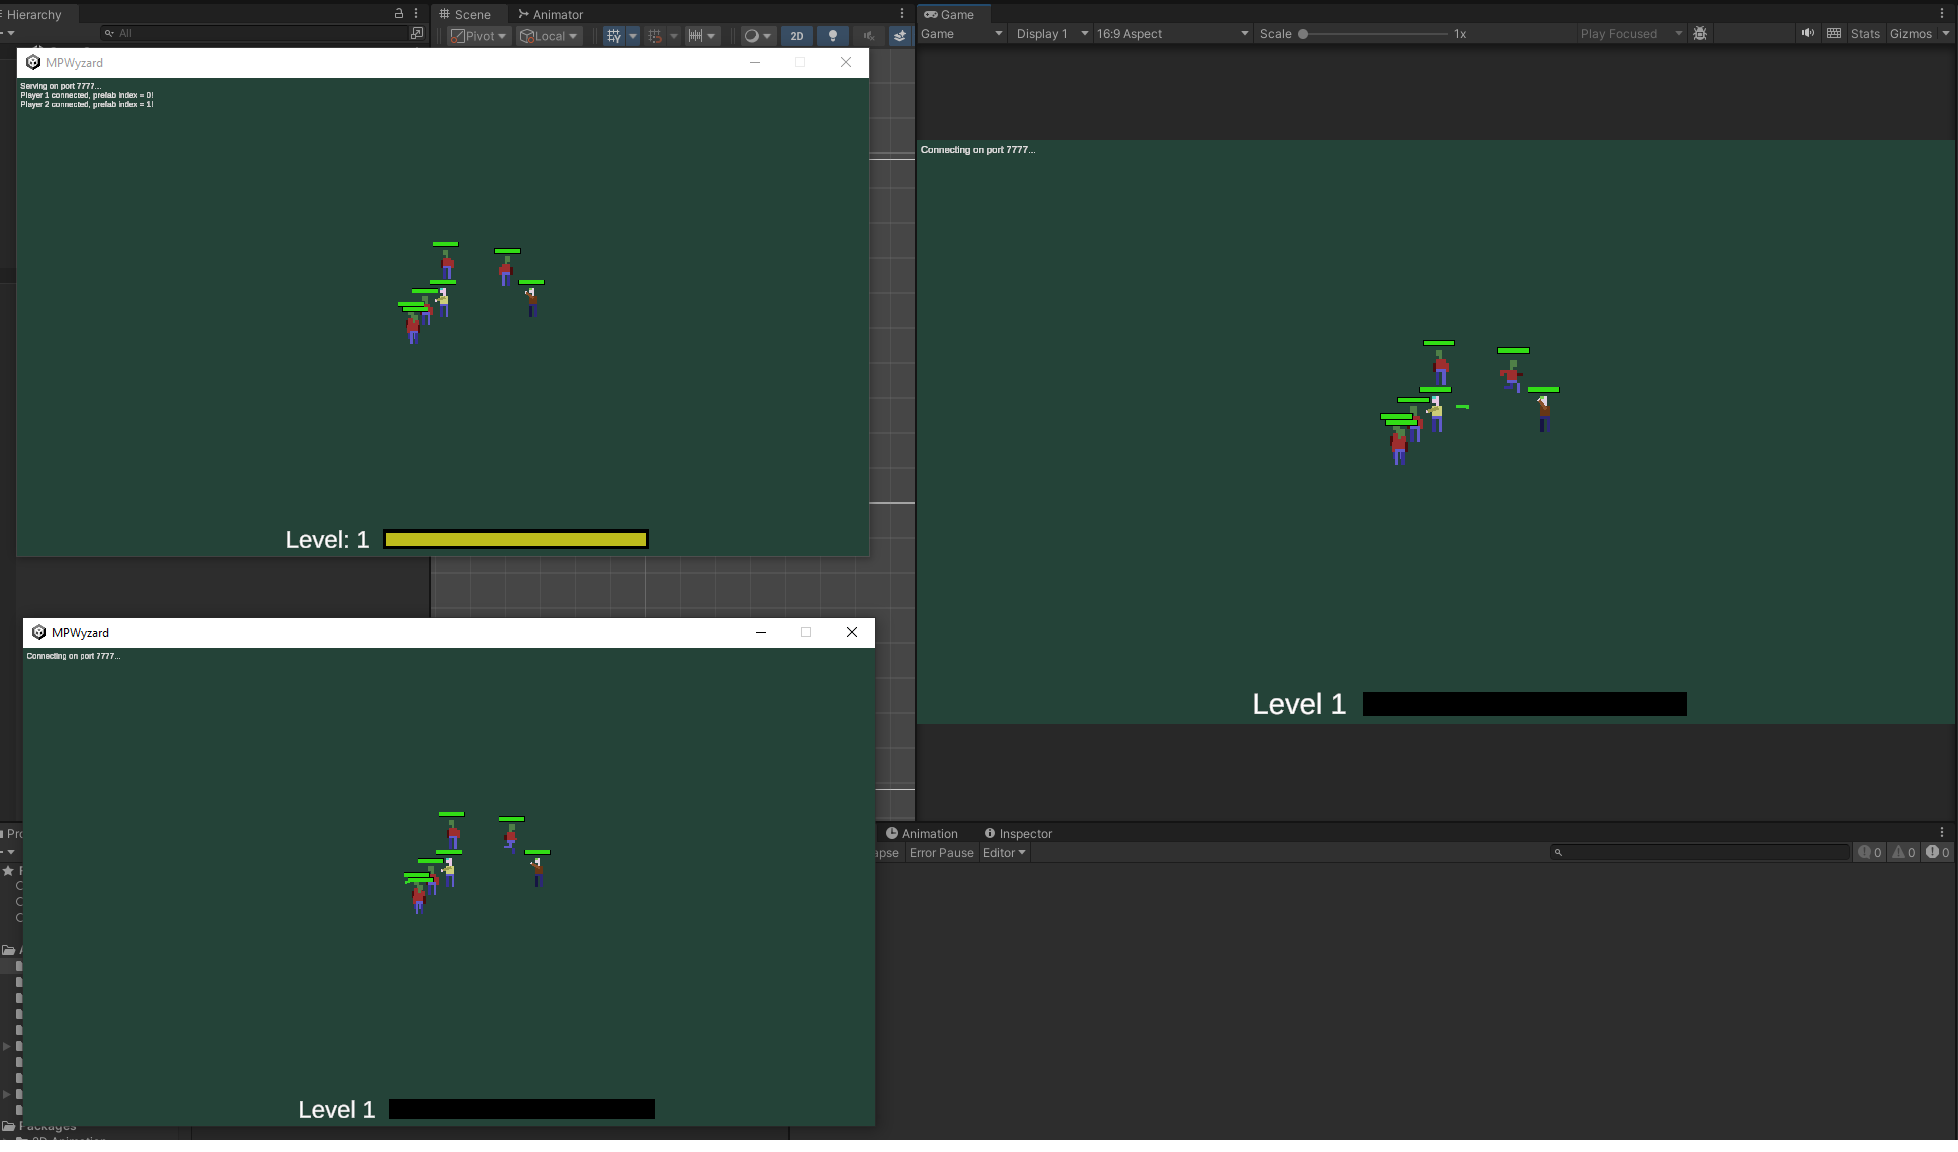 Hierarchy
Scene
Animator
Game
All
Pivot
Local
2D
Game
Display 1
16:9 Aspect
Scale
1x
Play Focused
Stats
Gizmos
MPWyzard
Serving on port 7777...
Player 1 connected, prefab index = 0!
Player 2 connected, prefab index = 1!
Connecting on port 7777...
Level: 1
MPWyzard
Connecting on port 7777...
Level 1
Level 1
Animation
Inspector
Error Pause
Editor
0
0
0
Packages
2D Animation